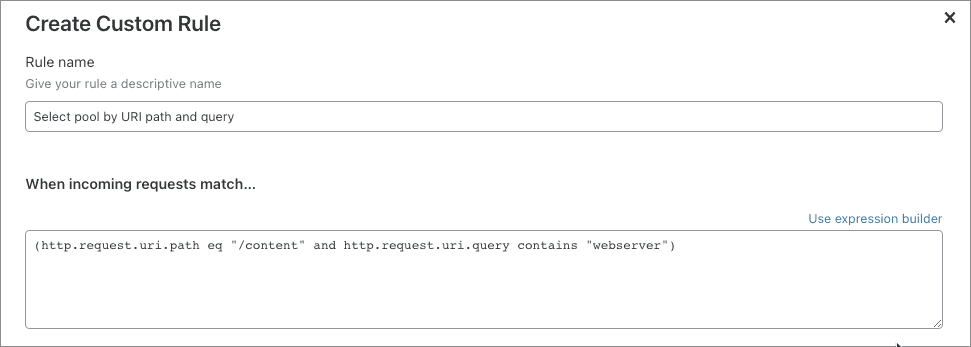 Create Custom Rule
Rule name
Give your rule a descriptive name
Select pool by URI path and query
When incoming requests match...
Use expression builder
(http.request.uri.path eq "/content" and http.request.uri.query contains "webserver")